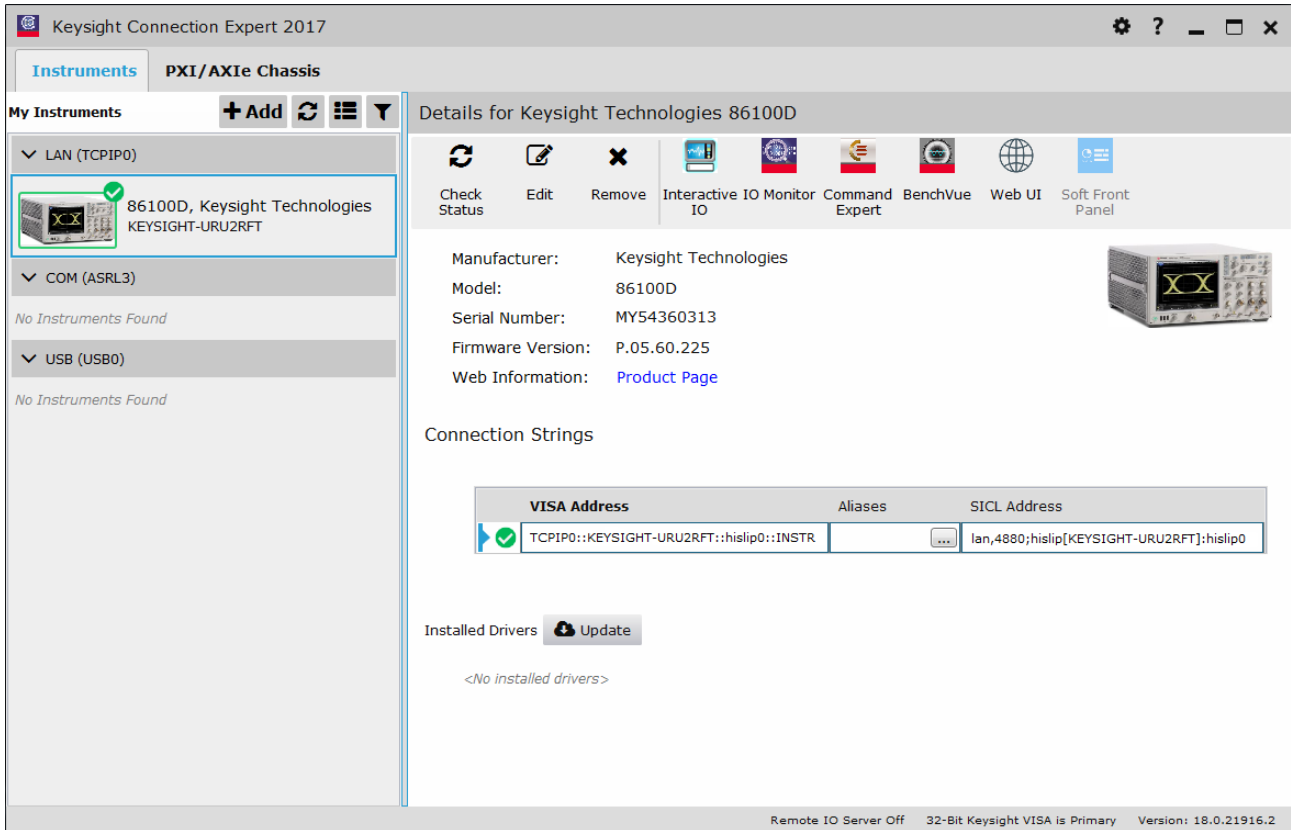 Keysight Connection Expert 2017
?
Instruments PXI/AXIe Chassis
My Instruments
Add
LAN (TCPIP0)
86100D, Keysight Technologies
KEYSIGHT-URU2RFT
COM (ASRL3)
No Instruments Found
USB (USB0)
No Instruments Found
Details for Keysight Technologies 86100D
Check Status
Edit
Remove
Interactive IO
IO Monitor
Command Expert
BenchVue
Web UI
Soft Front Panel
Manufacturer: Keysight Technologies
Model: 86100D
Serial Number: MY54360313
Firmware Version: P.05.60.225
Web Information: Product Page
Connection Strings
VISA Address Aliases SICL Address
TCPIP0::KEYSIGHT-URU2RFT::hislip0::INSTR ... lan,4880;hislip[KEYSIGHT-URU2RFT]:hislip0
Installed Drivers Update
<No installed drivers>
Remote IO Server Off 32-Bit Keysight VISA is Primary Version: 18.0.21916.2